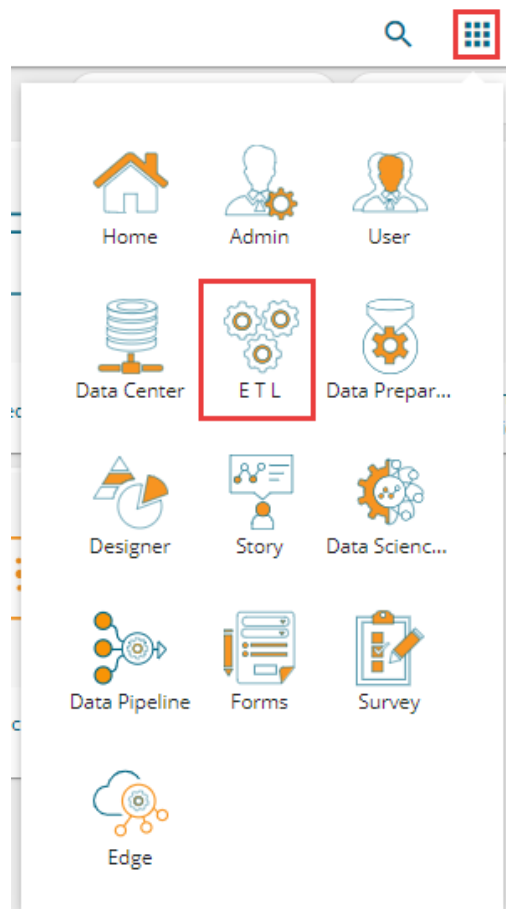 Home Admin User
Data Center E T L Data Prepar...
Designer Story Data Scienc...
Data Pipeline Forms Survey
Edge